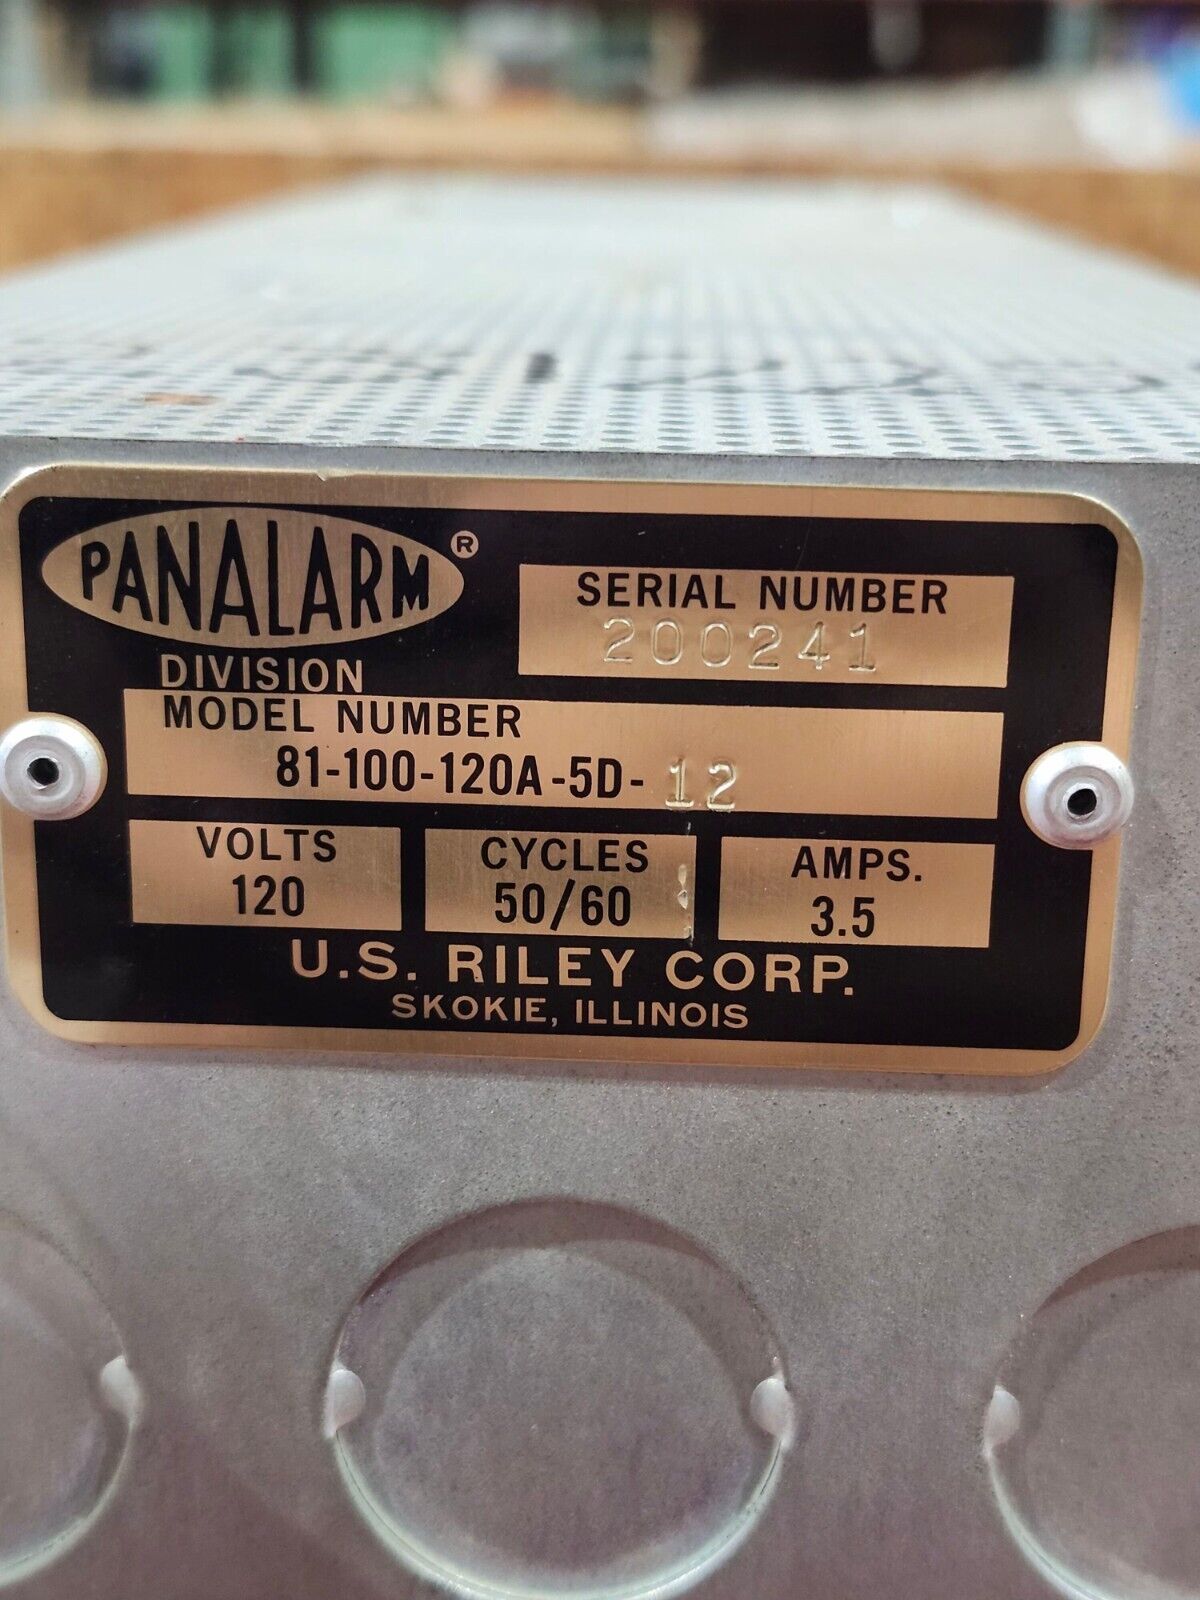 PANALARM®
DIVISION
SERIAL NUMBER
200241
MODEL NUMBER
81-100-120A-5D-12
VOLTS
120
CYCLES
50/60
AMPS.
3.5
U.S. RILEY CORP.
SKOKIE, ILLINOIS